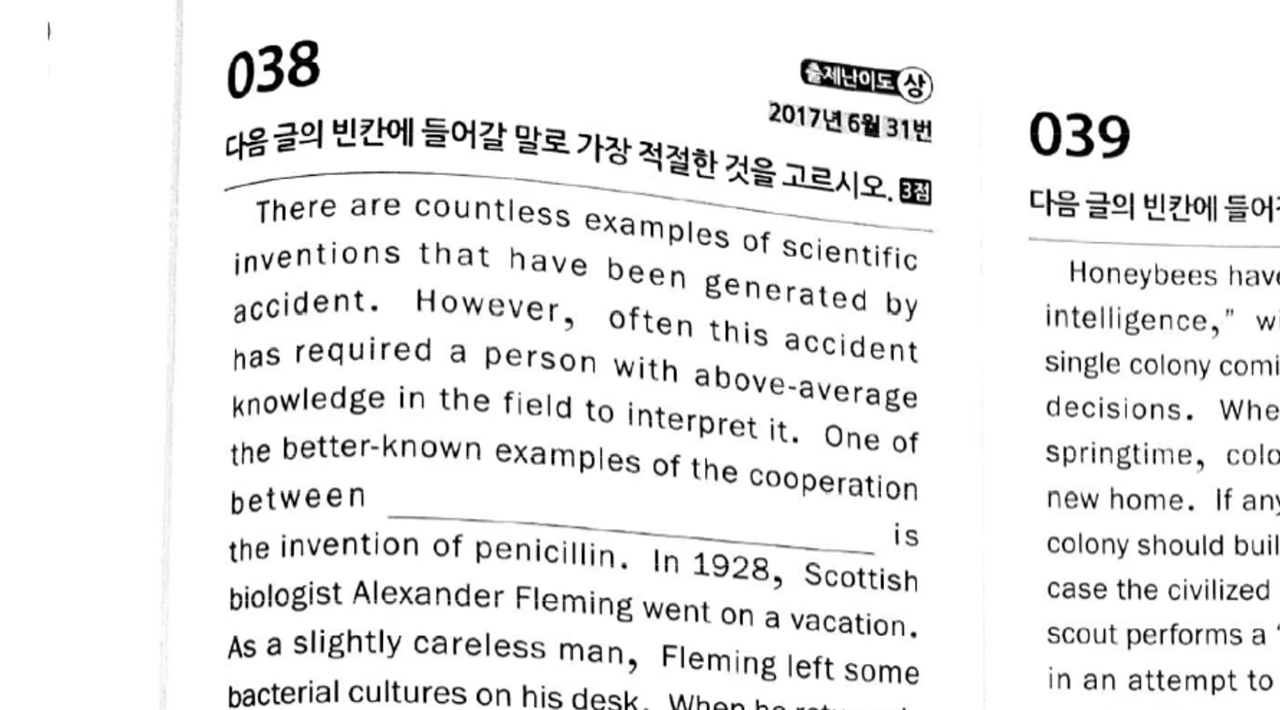 038
출제난이도 상
2017년 6월 31번
다음 글의 빈칸에 들어갈 말로 가장 적절한 것을 고르시오. 3점
There are countless examples of scientific
inventions that have been generated by
accident. However, often this accident
has required a person with above-average
knowledge in the field to interpret it. One of
the better-known examples of the cooperation
between is
the invention of penicillin. In 1928, Scottish
biologist Alexander Fleming went on a vacation.
As a slightly careless man, Fleming left some
bacterial cultures on his desk. When he
039
다음 글의 빈칸에 들어
Honeybees have
intelligence,”
single colony
decisions.
springtime,
new home. If
colony should
case the civilized
scout performs a
in an attempt to